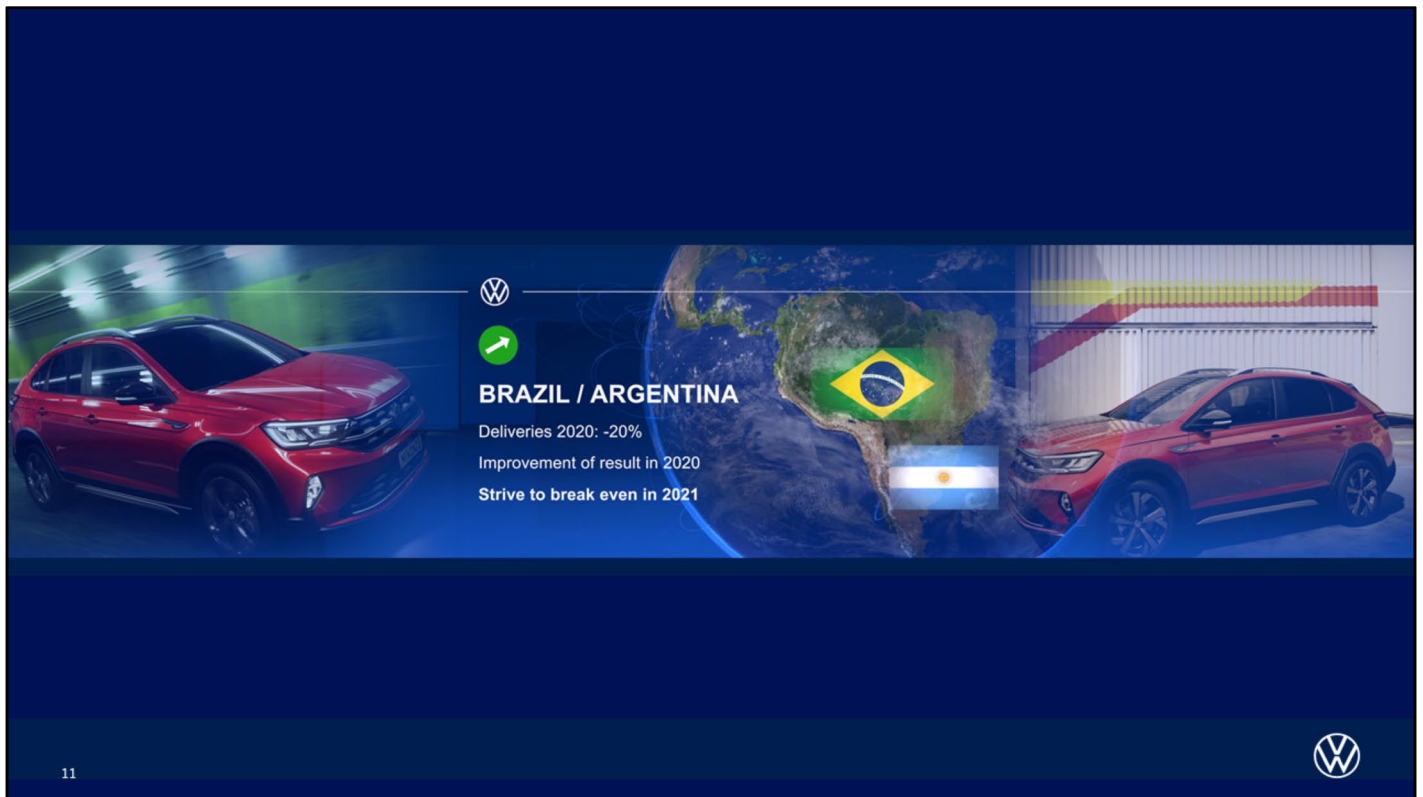 BRAZIL / ARGENTINA
Deliveries 2020: -20%
Improvement of result in 2020
Strive to break even in 2021
11